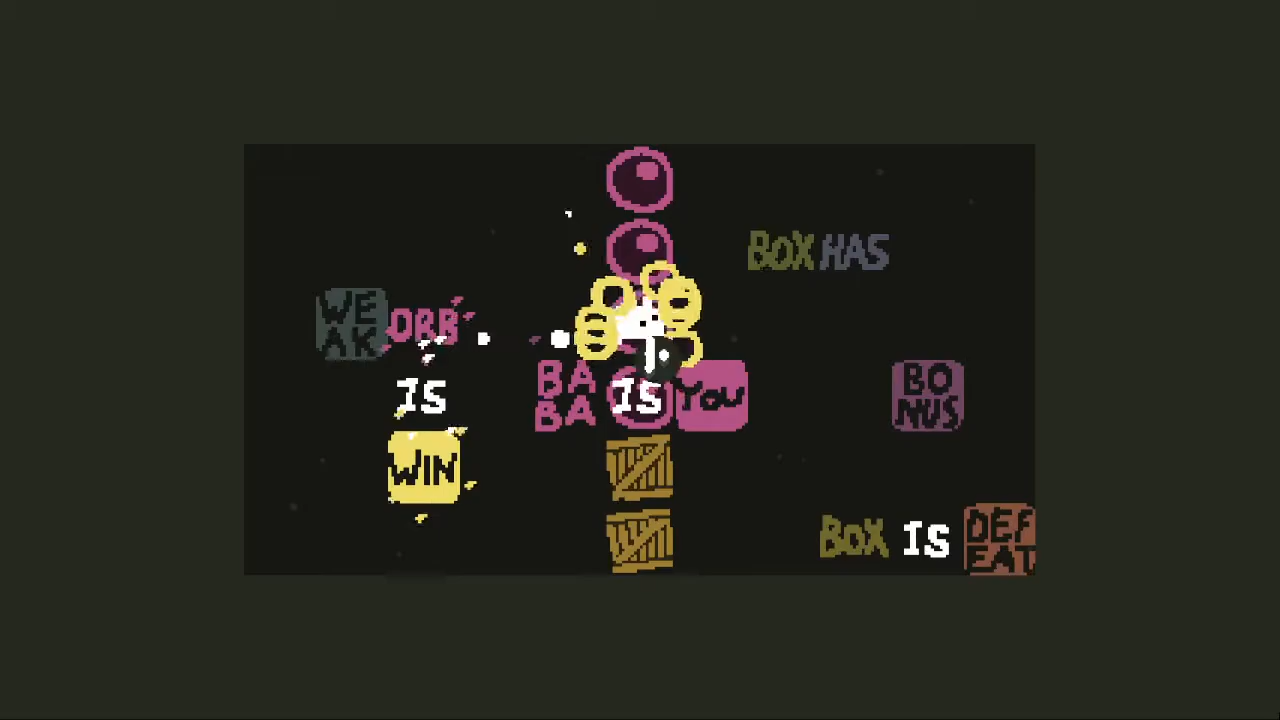 BOX HAS
WEAK ORB
IS BABA IS YOU BONUS
WIN
BOX IS DEFEAT